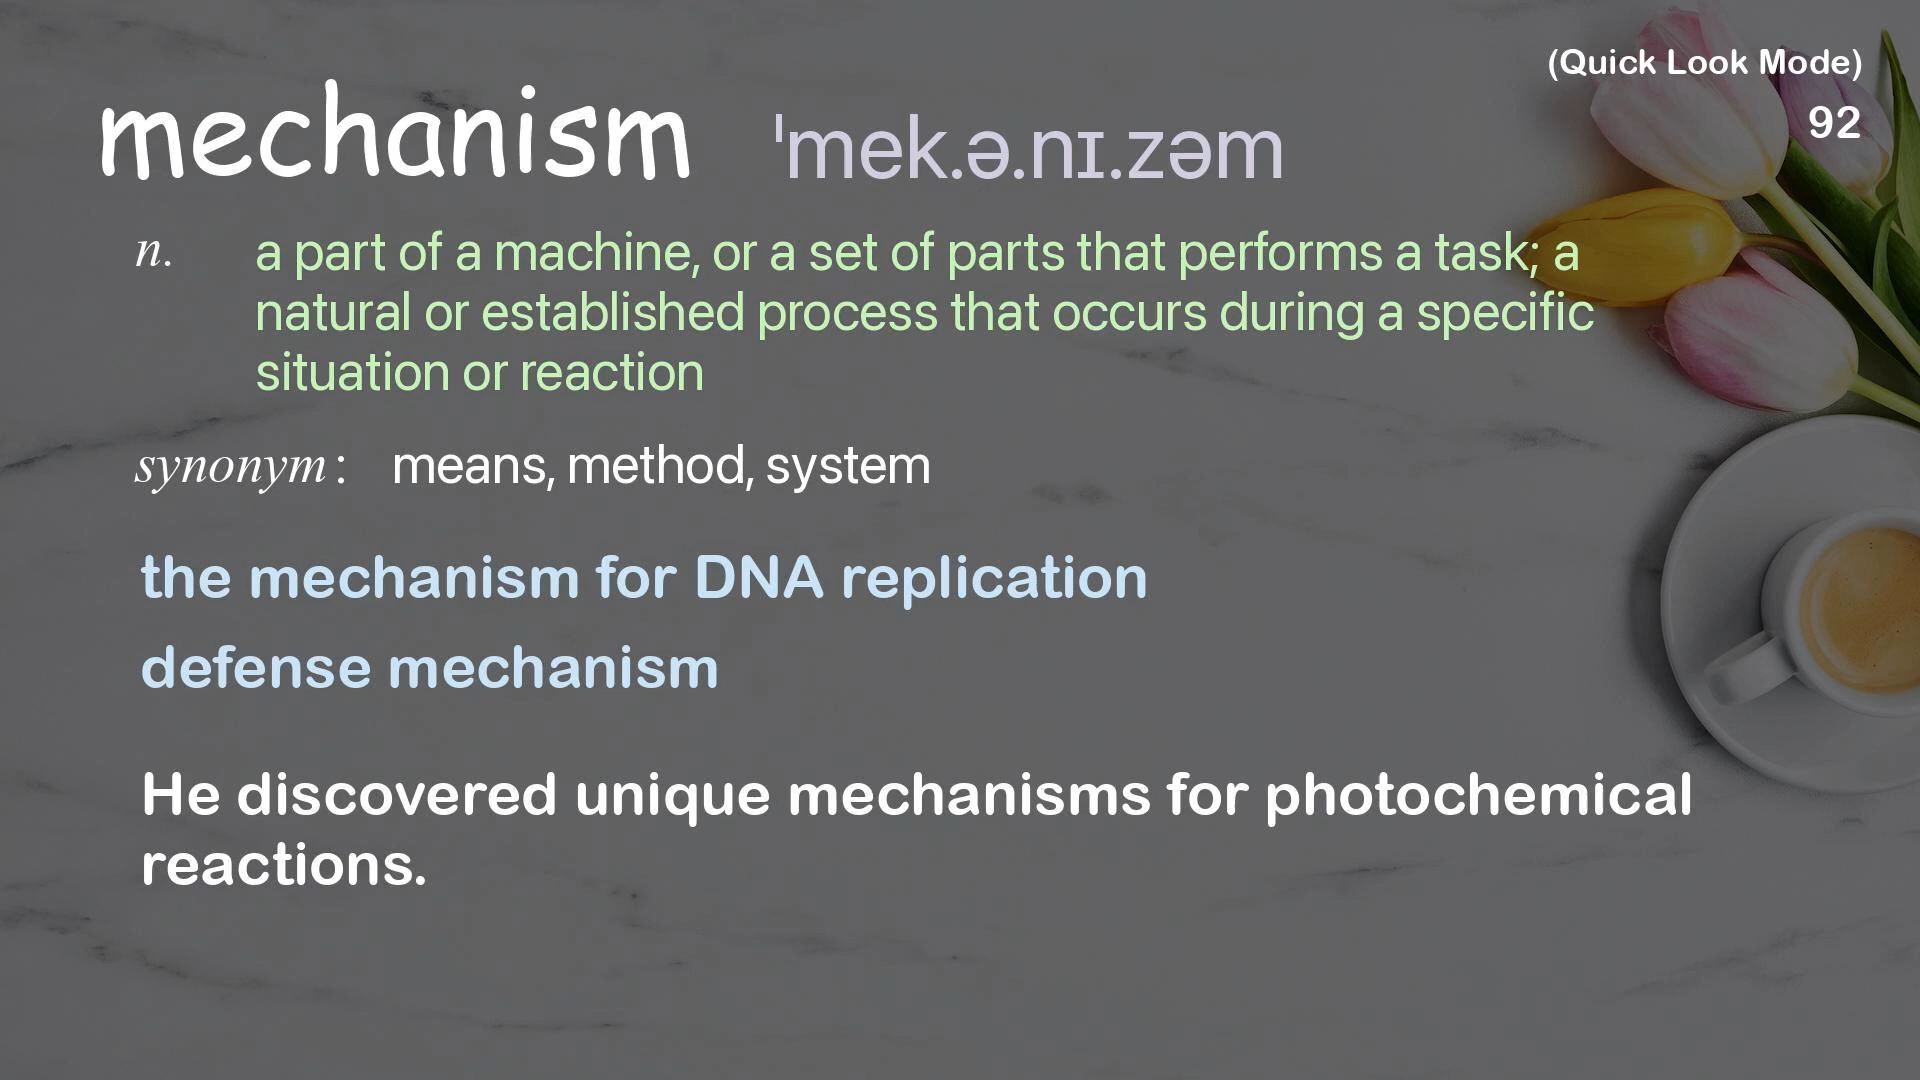 (Quick Look Mode)
92
mechanism ˈmek.ə.nɪ.zəm
n. a part of a machine, or a set of parts that performs a task; a
natural or established process that occurs during a specific
situation or reaction
synonym: means, method, system
the mechanism for DNA replication
defense mechanism
He discovered unique mechanisms for photochemical
reactions.